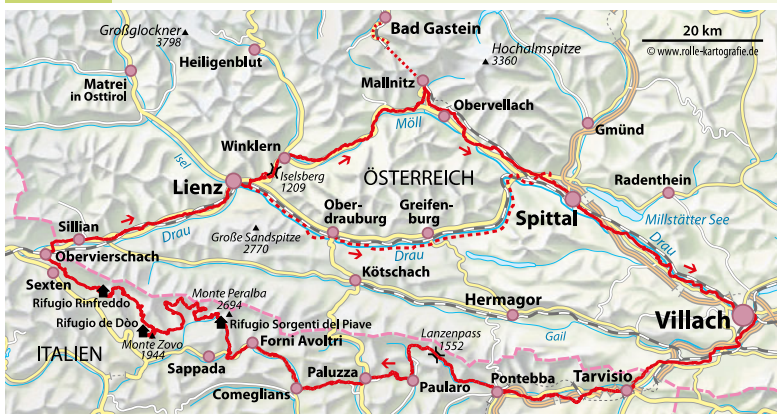 Großglockner
3798
Bad Gastein
20 km
© www.rolle-kartografie.de
Hochalmspitze
3360
Heiligenblut
Matrei
in Osttirol
Mallnitz
Obervellach
Gmünd
Winklern
Möll
Isel
Iselsberg
1209
ÖSTERREICH
Lienz
Radenthein
Spittal
Millstätter See
Ober-
drauburg
Greifen-
burg
Sillian
Drau
Große Sandspitze
2770
Drau
Drau
Obervierschach
Kötschach
Sexten
Rifugio Rinfreddo
Monte Peralba
2694
Hermagor
Villach
Rifugio de Dòo
Rifugio Sorgenti del Piave
Lanzenpass
1552
Gail
Monte Zovo
1944
Forni Avoltri
ITALIEN
Sappada
Paluzza
Paularo
Pontebba
Tarvisio
Comeglians